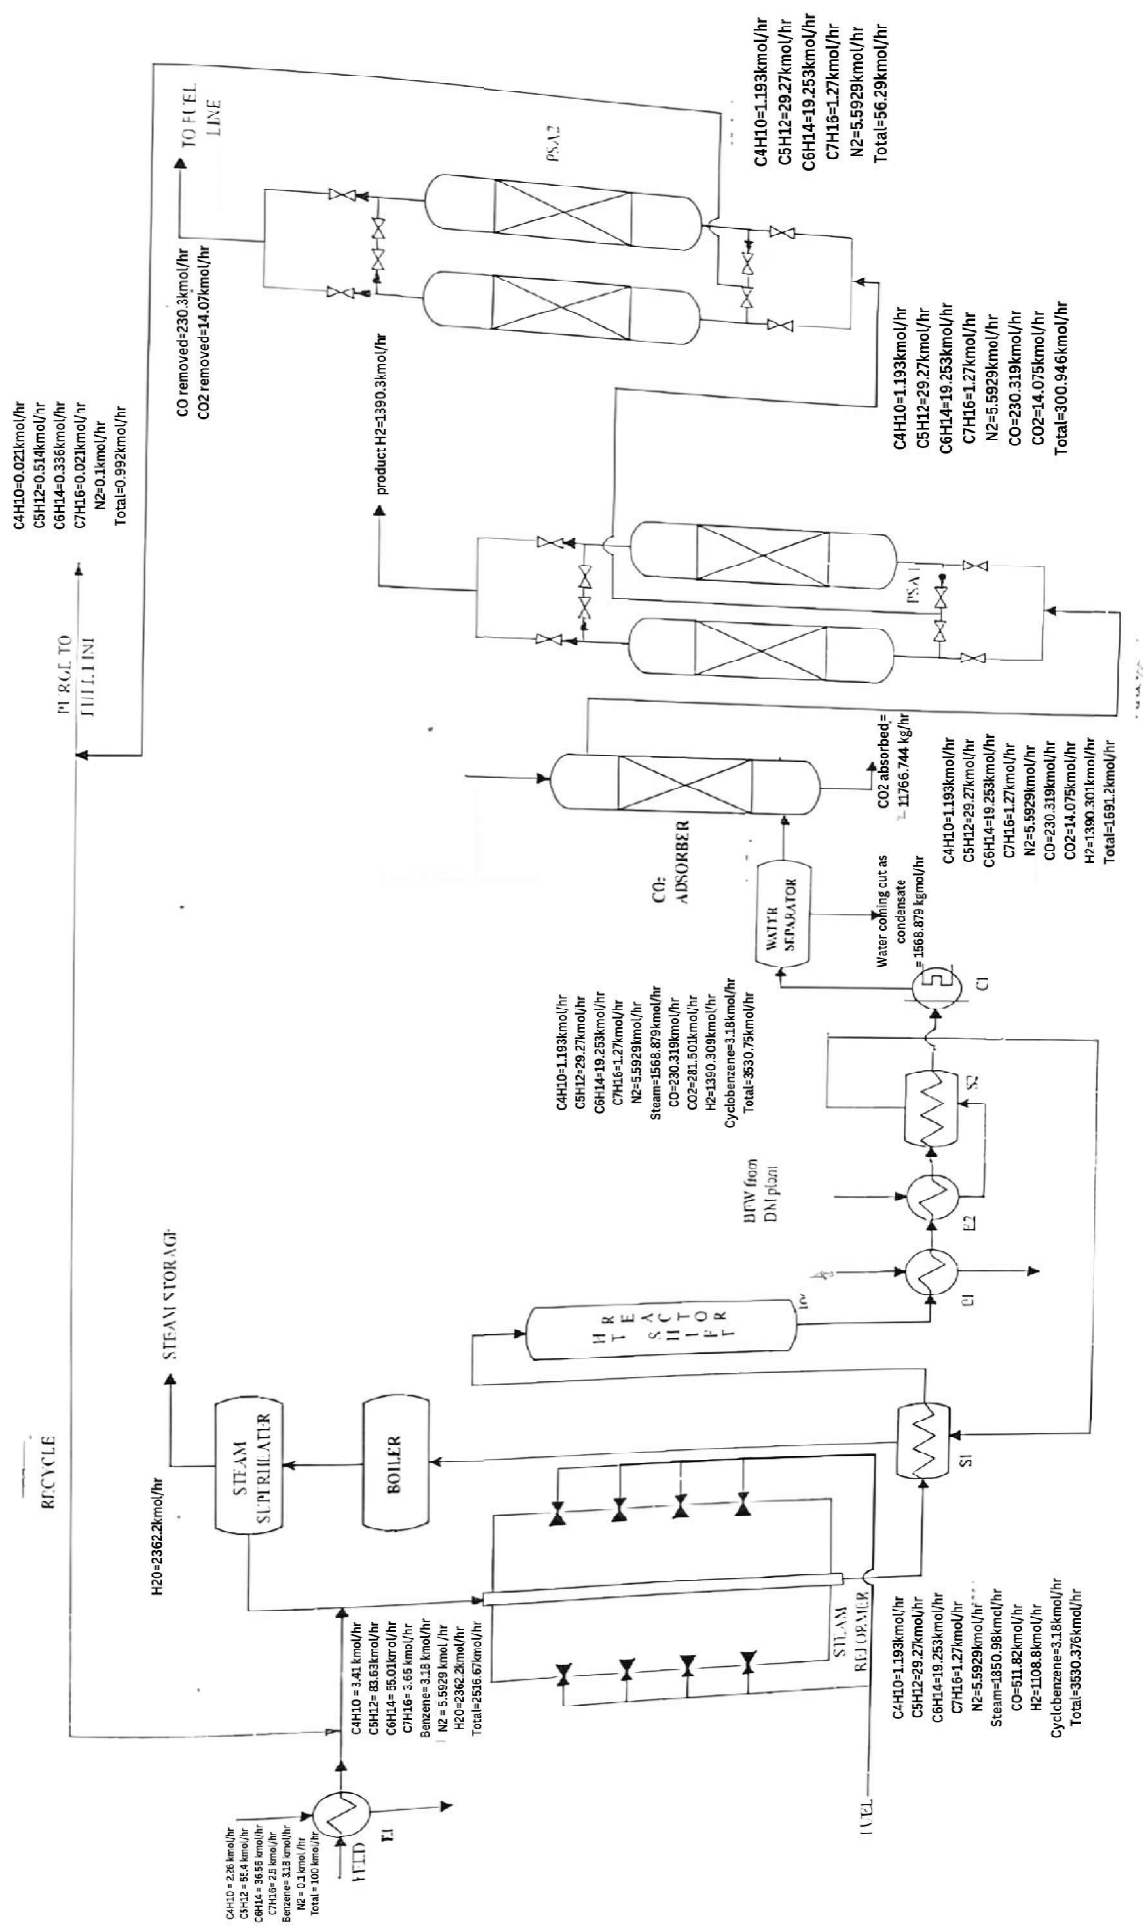 C4H10=0.021kmol/hr
C5H12=0.514kmol/hr
C6H14=0.336kmol/hr
C7H16=0.021kmol/hr
N2=0.1kmol/hr
Total=0.992kmol/hr
PURGE TO
FUEL LINE
RECYCLE
TO FUEL
LINE
CO removed=230.3kmol/hr
CO2 removed=14.07kmol/hr
PSA2
C4H10=1.193kmol/hr
C5H12=29.27kmol/hr
C6H14=19.253kmol/hr
C7H16=1.27kmol/hr
N2=5.5929kmol/hr
Total=56.29kmol/hr
product H2=1390.3kmol/hr
C4H10=1.193kmol/hr
C5H12=29.27kmol/hr
C6H14=19.253kmol/hr
C7H16=1.27kmol/hr
N2=5.5929kmol/hr
CO=230.319kmol/hr
CO2=14.075kmol/hr
Total=300.946kmol/hr
PSA 1
CO2
ADSORBER
CO2 absorbed =
11766.744 kg/hr
C4H10=1.193kmol/hr
C5H12=29.27kmol/hr
C6H14=19.253kmol/hr
C7H16=1.27kmol/hr
N2=5.5929kmol/hr
CO=230.319kmol/hr
CO2=14.075kmol/hr
H2=1390.301kmol/hr
Total=1691.2kmol/hr
WATER
SEPARATOR
Water coming out as
condensate
= 1568.879 kgmol/hr
C4H10=1.193kmol/hr
C5H12=29.27kmol/hr
C6H14=19.253kmol/hr
C7H16=1.27kmol/hr
N2=5.5929kmol/hr
Steam=1568.879kmol/hr
CO=230.319kmol/hr
CO2=281.501kmol/hr
H2=1390.309kmol/hr
Cyclobenzene=3.18kmol/hr
Total=3530.75kmol/hr
C1
S2
BFW from
DM plant
E2
HT
REACTOR
SHIFT
STEAM STORAGE
H20=2362.2kmol/hr
STEAM
SUPERHEATER
BOILER
S1
STEAM
REFORMER
C4H10=1.193kmol/hr
C5H12=29.27kmol/hr
C6H14=19.253kmol/hr
C7H16=1.27kmol/hr
N2=5.5929kmol/hr
Steam=1850.98kmol/hr
CO=511.82kmol/hr
H2=1108.8kmol/hr
Cyclobenzene=3.18kmol/hr
Total=3530.376kmol/hr
C4H10 = 3.41 kmol/hr
C5H12= 83.63kmol/hr
C6H14= 55.01kmol/hr
C7H16= 3.65 kmol/hr
Benzene= 3.18 kmol/hr
N2 = 5.5929 kmol/hr
H20=2362.2kmol/hr
Total=2516.67kmol/hr
FUEL
C4H10 = 2.26 kmol/hr
C5H12= 55.4 kmol/hr
C6H14= 36.56 kmol/hr
C7H16= 2.5 kmol/hr
Benzene= 3.18 kmol/hr
N2= 0.1 kmol/hr
Total = 100 kmol/hr
FEED
E1